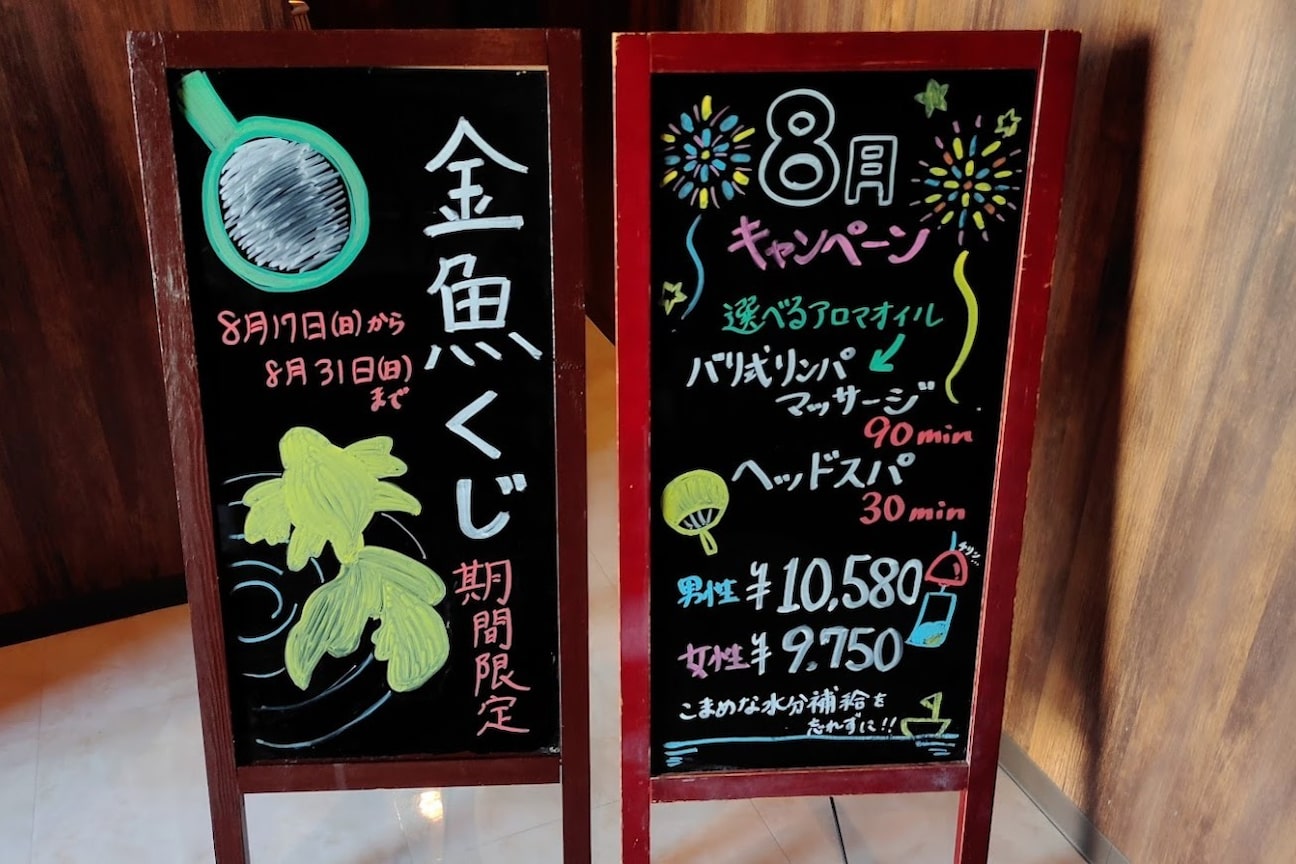 金魚くじ
期間限定
8月17日(日)から
8月31日(日)
まで
8月
キャンペーン
選べるアロマオイル
バリ式リンパ
マッサージ
90min
ヘッドスパ
30min
チリン…
男性 ¥10,580
女性 ¥9,750
こまめな水分補給を
忘れずに!!